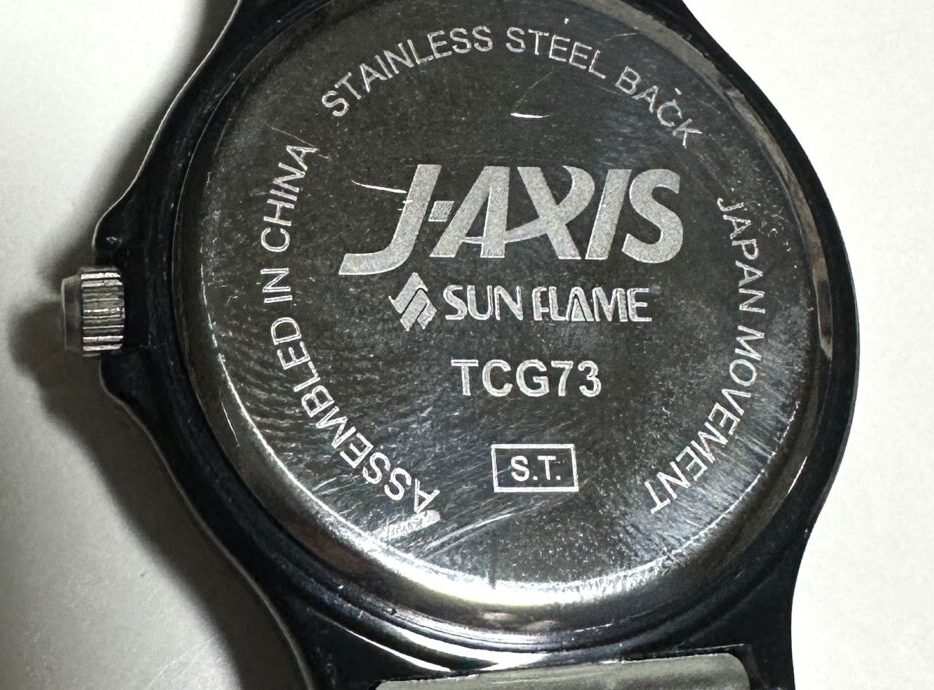 STAINLESS STEEL BACK
JAPAN MOVEMENT
ASSEMBLED IN CHINA
J-AXIS
SUN FLAME
TCG73
S.T.